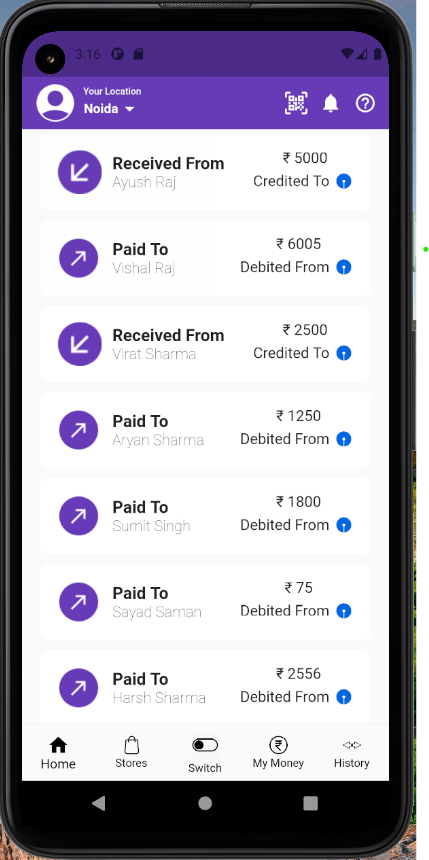 3:16
Your Location
Noida
Received From ₹ 5000
Ayush Raj Credited To
Paid To ₹ 6005
Vishal Raj Debited From
Received From ₹ 2500
Virat Sharma Credited To
Paid To ₹ 1250
Aryan Sharma Debited From
Paid To ₹ 1800
Sumit Singh Debited From
Paid To ₹ 75
Sayad Saman Debited From
Paid To ₹ 2556
Harsh Sharma Debited From
Home Stores Switch My Money History